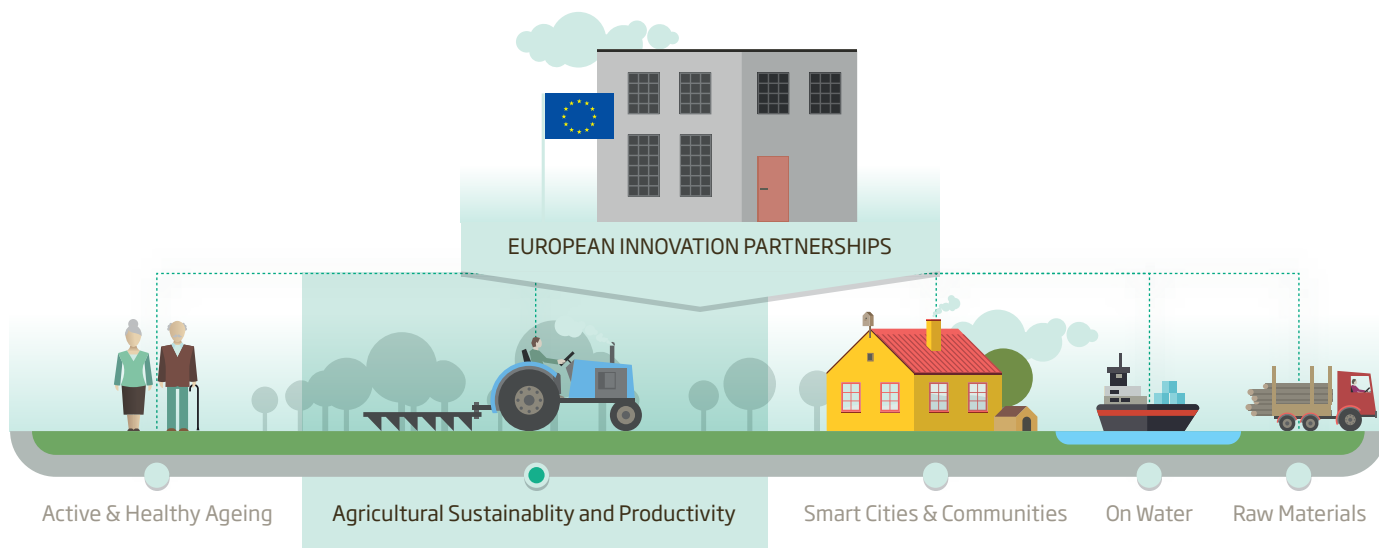 EUROPEAN INNOVATION PARTNERSHIPS
Active & Healthy Ageing
Agricultural Sustainablity and Productivity
Smart Cities & Communities
On Water
Raw Materials